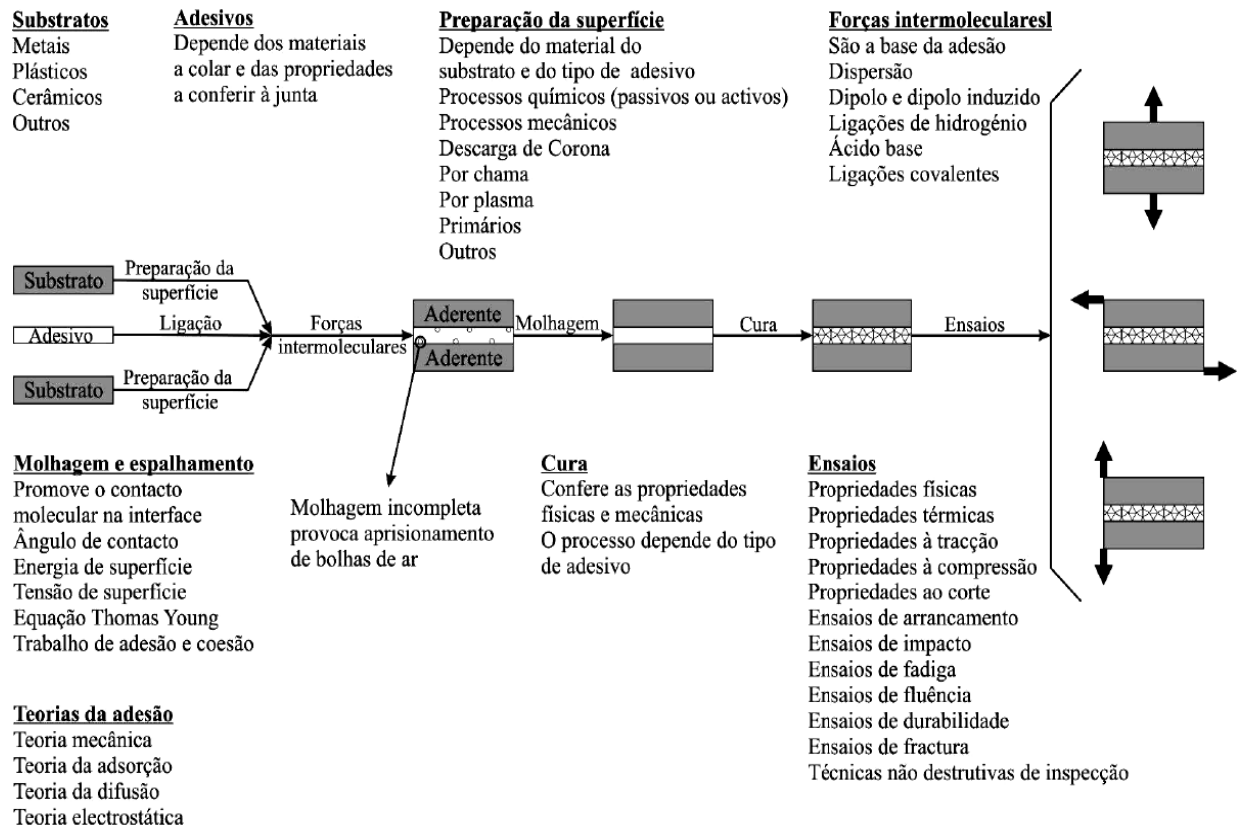 Substratos
Metais
Plásticos
Cerâmicos
Outros
Adesivos
Depende dos materiais
a colar e das propriedades
a conferir à junta
Preparação da superfície
Depende do material do
substrato e do tipo de adesivo
Processos químicos (passivos ou activos)
Processos mecânicos
Descarga de Corona
Por chama
Por plasma
Primários
Outros
Forças intermolecularesl
São a base da adesão
Dispersão
Dipolo e dipolo induzido
Ligações de hidrogénio
Ácido base
Ligações covalentes
Substrato
Preparação da
superfície
Adesivo
Ligação
Substrato
Preparação da
superfície
Forças
intermoleculares
Aderente
Aderente
Molhagem
Cura
Ensaios
Molhagem e espalhamento
Promove o contacto
molecular na interface
Ângulo de contacto
Energia de superfície
Tensão de superfície
Equação Thomas Young
Trabalho de adesão e coesão
Molhagem incompleta
provoca aprisionamento
de bolhas de ar
Cura
Confere as propriedades
físicas e mecânicas
O processo depende do tipo
de adesivo
Ensaios
Propriedades físicas
Propriedades térmicas
Propriedades à tracção
Propriedades à compressão
Propriedades ao corte
Ensaios de arrancamento
Ensaios de impacto
Ensaios de fadiga
Ensaios de fluência
Ensaios de durabilidade
Ensaios de fractura
Técnicas não destrutivas de inspecção
Teorias da adesão
Teoria mecânica
Teoria da adsorção
Teoria da difusão
Teoria electrostática